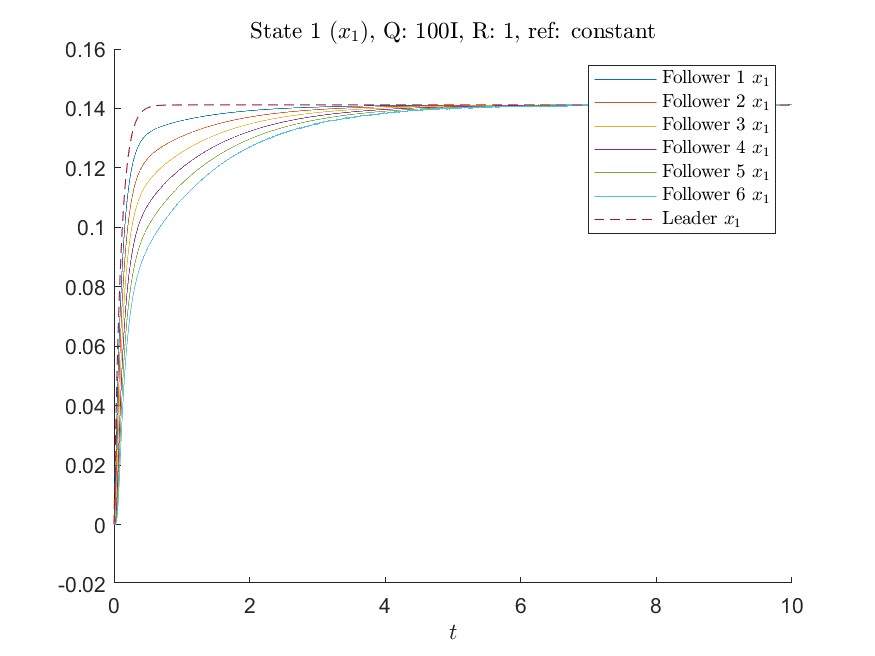 State 1 (x₁), Q: 100I, R: 1, ref: constant
0.16
0.14
0.12
0.1
0.08
0.06
0.04
0.02
0
-0.02
Follower 1 x₁
Follower 2 x₁
Follower 3 x₁
Follower 4 x₁
Follower 5 x₁
Follower 6 x₁
Leader x₁
0 2 4 6 8 10
t